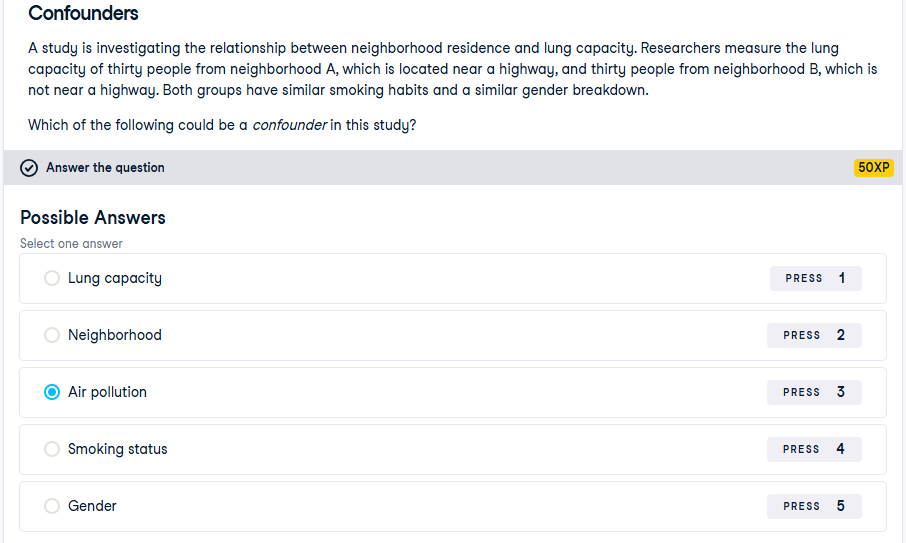 Confounders
A study is investigating the relationship between neighborhood residence and lung capacity. Researchers measure the lung
capacity of thirty people from neighborhood A, which is located near a highway, and thirty people from neighborhood B, which is
not near a highway. Both groups have similar smoking habits and a similar gender breakdown.
Which of the following could be a confounder in this study?
Answer the question 50XP
Possible Answers
Select one answer
Lung capacity PRESS 1
Neighborhood PRESS 2
Air pollution PRESS 3
Smoking status PRESS 4
Gender PRESS 5